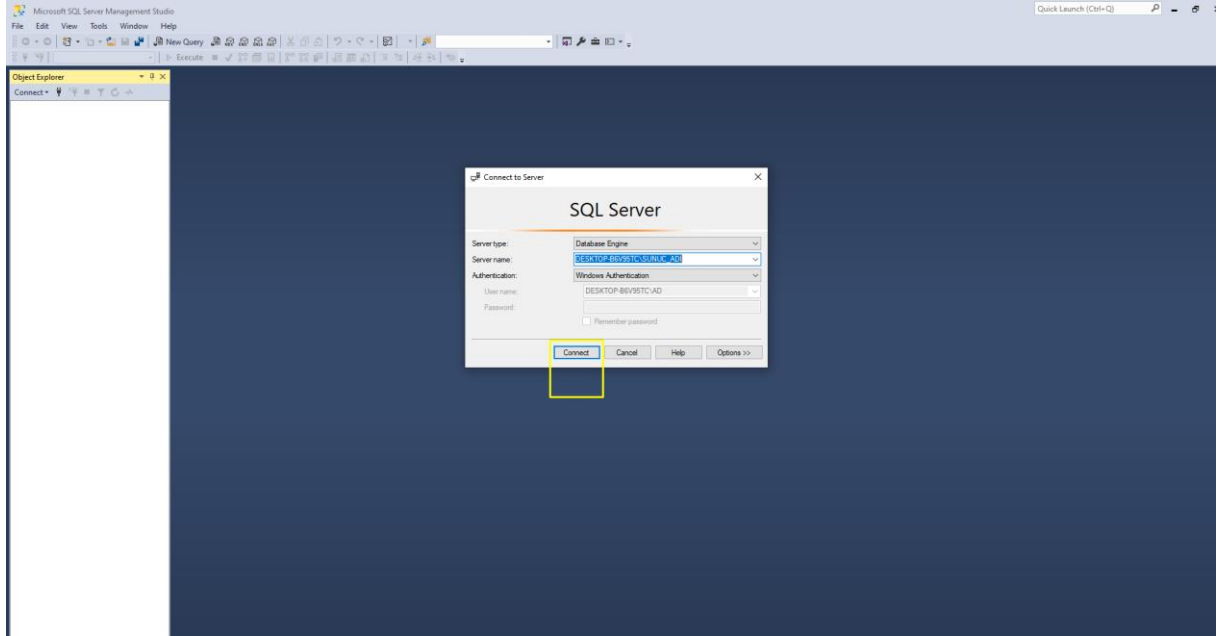 Microsoft SQL Server Management Studio
Quick Launch (Ctrl+Q)
File Edit View Tools Window Help
New Query
Execute
Object Explorer
Connect
Connect to Server
SQL Server
Server type: Database Engine
Server name: DESKTOP-B6V95TC\SUNUC_ADI
Authentication: Windows Authentication
User name: DESKTOP-B6V95TC\AD
Password:
Remember password
Connect Cancel Help Options >>